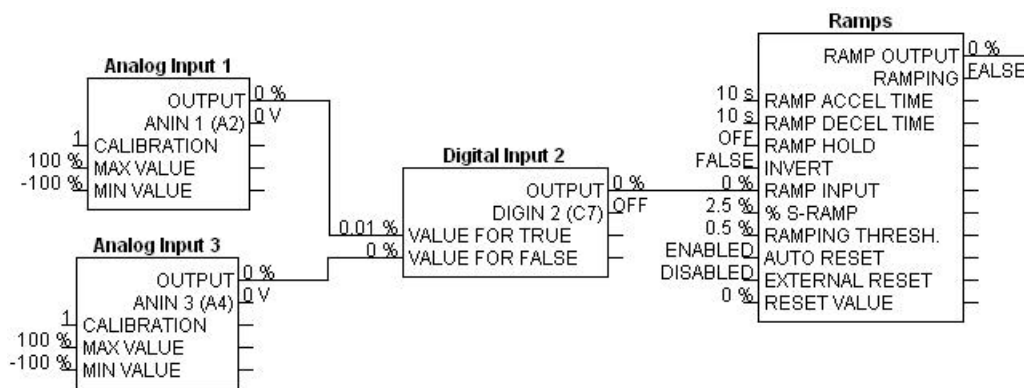 Analog Input 1
OUTPUT 0 %
ANIN 1 (A2) 0 V
1 CALIBRATION
100 % MAX VALUE
-100 % MIN VALUE
Analog Input 3
OUTPUT 0 %
ANIN 3 (A4) 0 V
1 CALIBRATION
100 % MAX VALUE
-100 % MIN VALUE
Digital Input 2
OUTPUT 0 %
DIGIN 2 (C7) OFF
0.01 % VALUE FOR TRUE
0 % VALUE FOR FALSE
Ramps
RAMP OUTPUT 0 %
RAMPING FALSE
10 s RAMP ACCEL TIME
10 s RAMP DECEL TIME
OFF RAMP HOLD
FALSE INVERT
0 % RAMP INPUT
2.5 % % S-RAMP
0.5 % RAMPING THRESH.
ENABLED AUTO RESET
DISABLED EXTERNAL RESET
0 % RESET VALUE